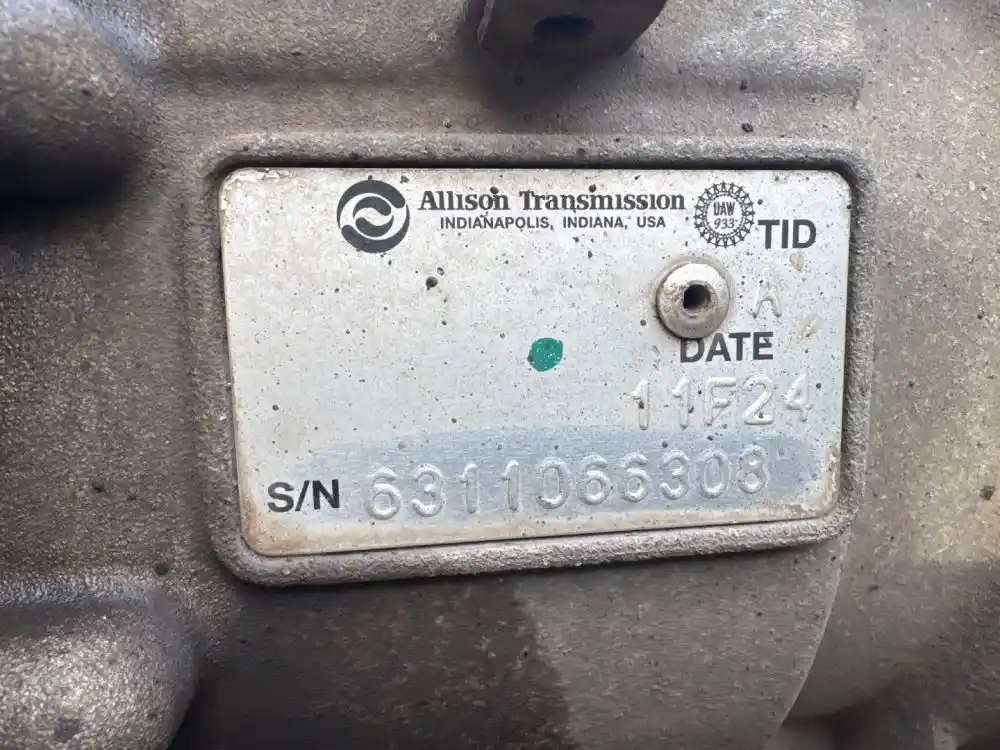 Allison Transmission
INDIANAPOLIS, INDIANA, USA
UAW
933
TID
A
DATE
11F24
S/N 6311066308